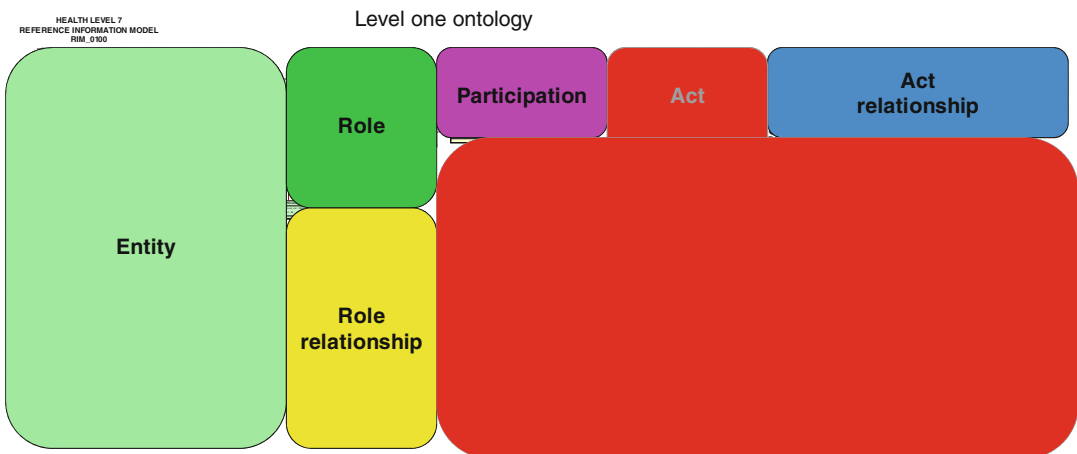 HEALTH LEVEL 7
REFERENCE INFORMATION MODEL
RIM_0100
Level one ontology
Entity
Role
Role
relationship
Participation
Act
Act
relationship